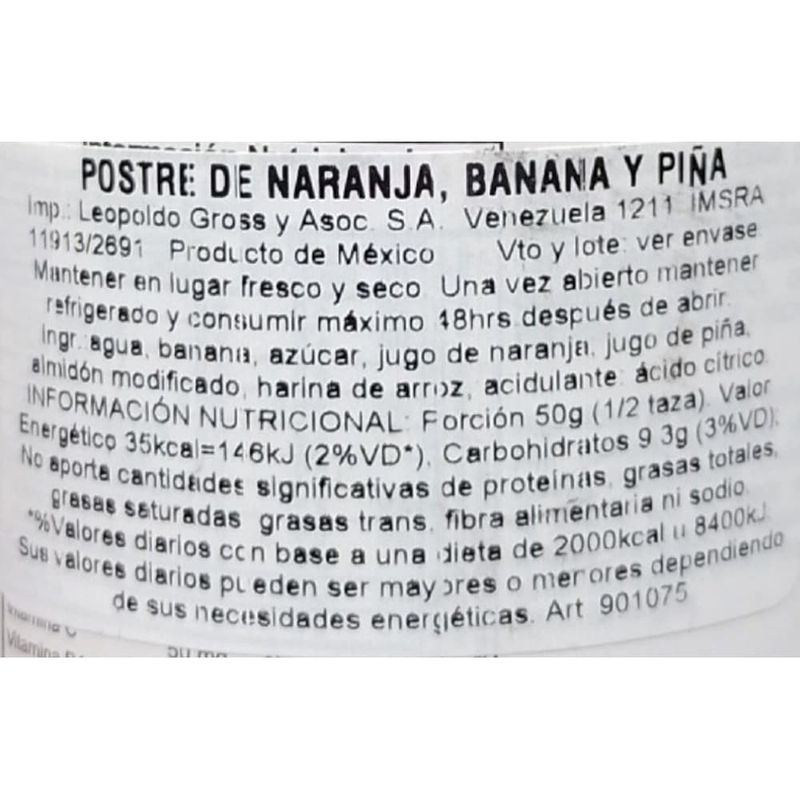 POSTRE DE NARANJA, BANANA Y PIÑA
Imp.: Leopoldo Gross y Asoc. S.A. Venezuela 1211 IMSRA
11913/2691 Producto de México Vto y lote: ver envase
Mantener en lugar fresco y seco Una vez abierto mantener
refrigerado y consumir máximo 48hrs después de abrir.
Ingr.:agua, banana, azúcar, jugo de naranja, jugo de piña,
almidón modificado, harina de arroz, acidulante: ácido cítrico
INFORMACIÓN NUTRICIONAL: Porción 50g (1/2 taza). Valor
Energético 35kcal=146kJ (2%VD*), Carbohidratos 9 3g (3%VD),
No aporta cantidades significativas de proteínas, grasas totales,
grasas saturadas grasas trans, fibra alimentaria ni sodio.
*%Valores diarios con base a una dieta de 2000kcal u 8400kJ
Sus valores diarios pueden ser mayores o menores dependiendo
de sus necesidades energéticas. Art 901075
Vitamina
50 mg